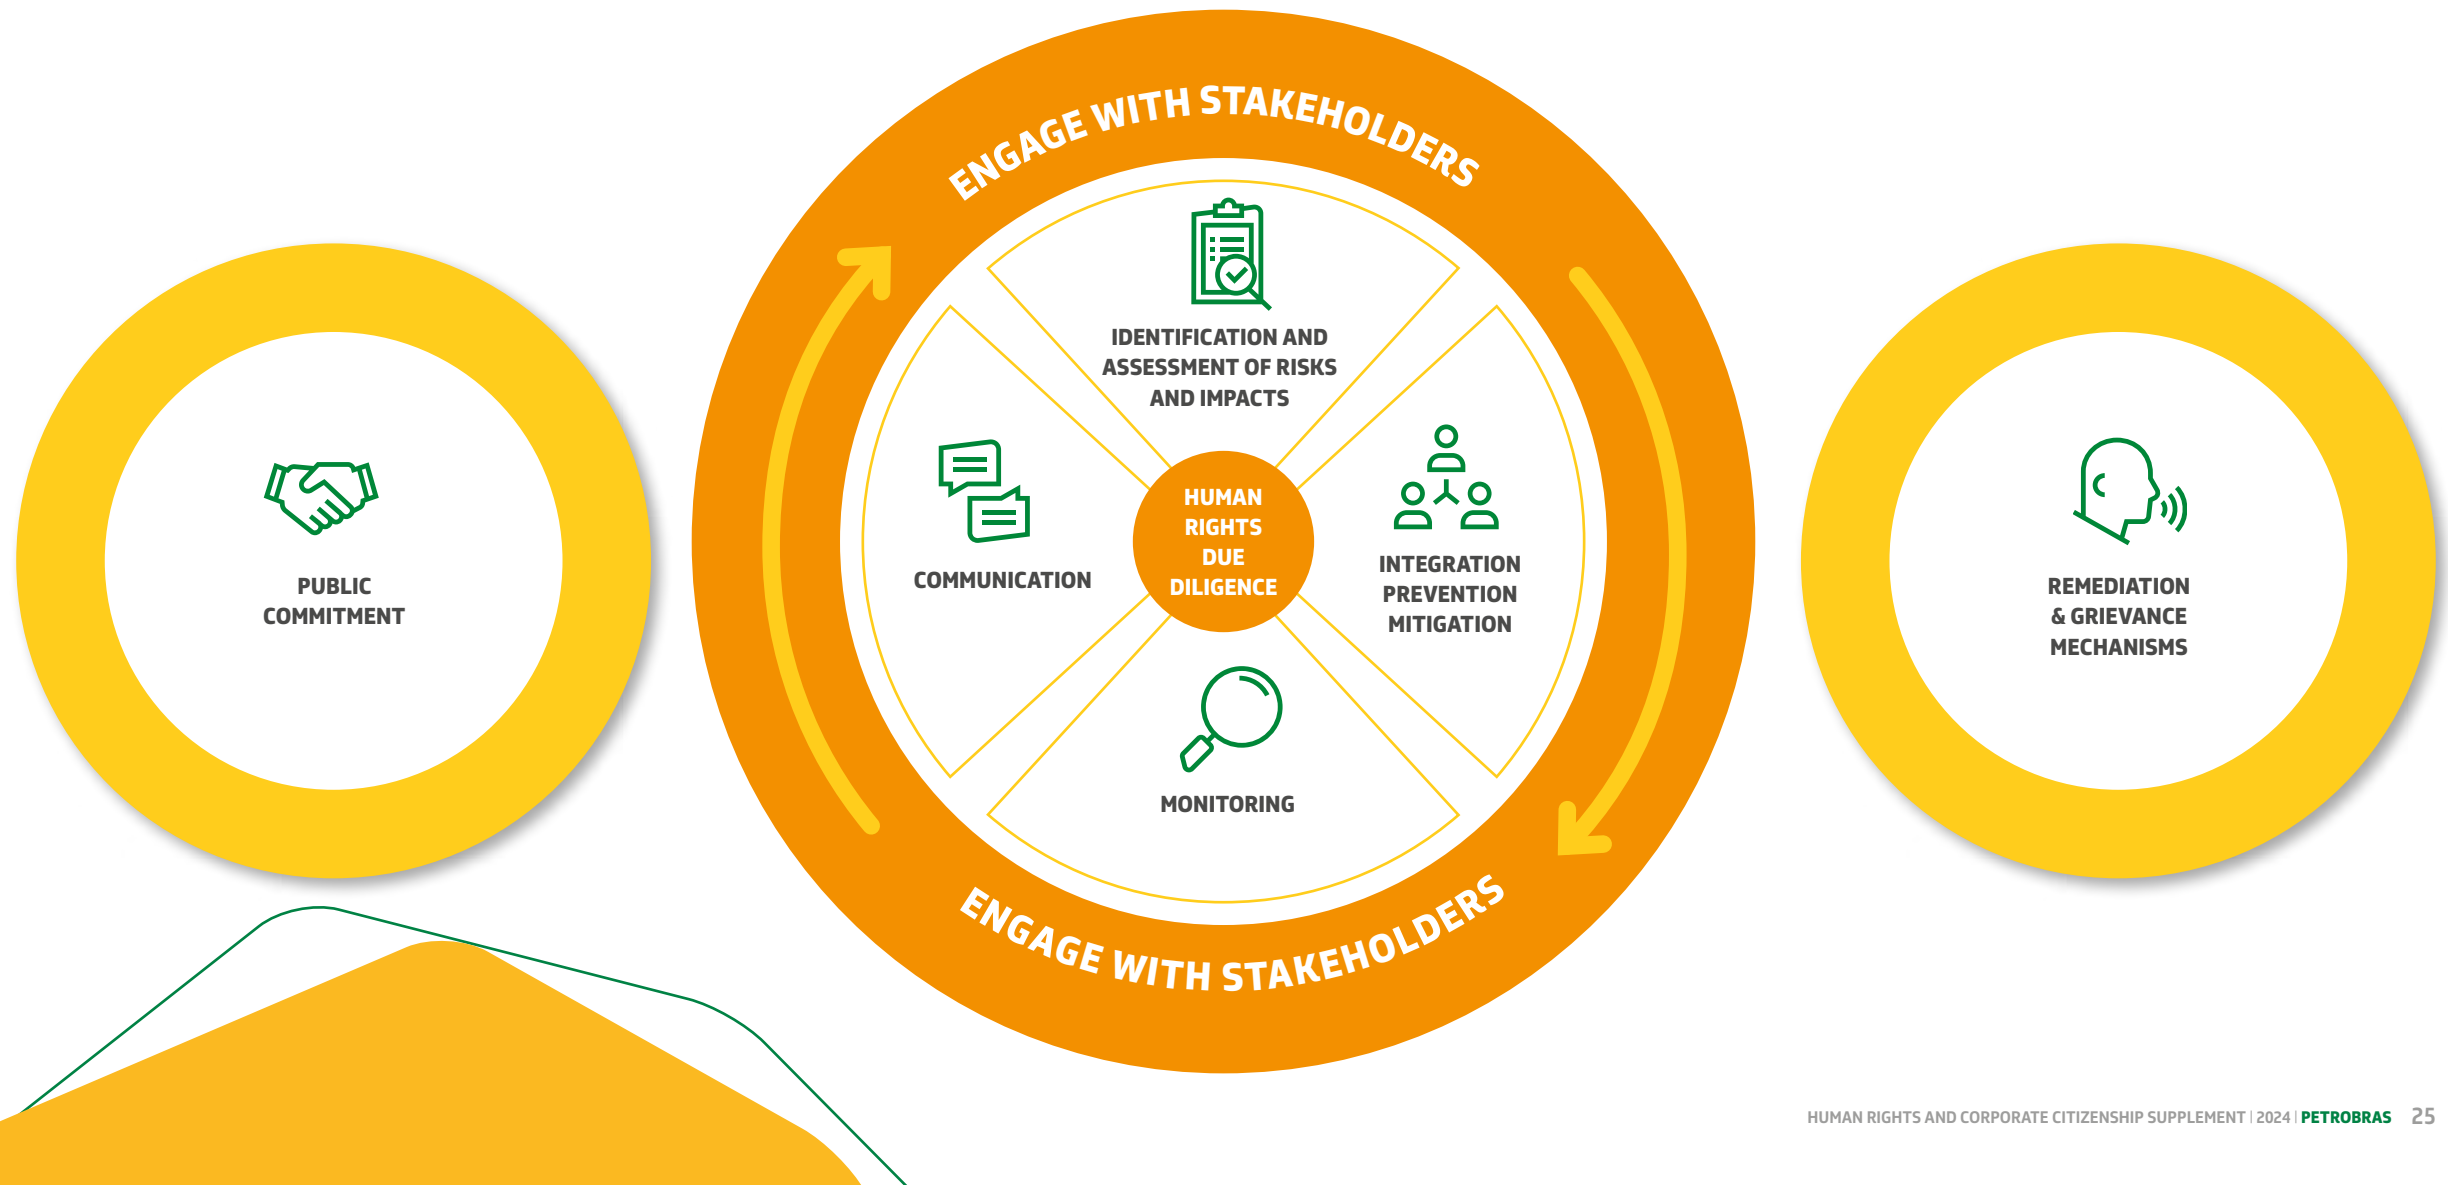 PUBLIC
COMMITMENT
ENGAGE WITH STAKEHOLDERS
IDENTIFICATION AND
ASSESSMENT OF RISKS
AND IMPACTS
COMMUNICATION
HUMAN
RIGHTS
DUE
DILIGENCE
INTEGRATION
PREVENTION
MITIGATION
MONITORING
ENGAGE WITH STAKEHOLDERS
REMEDIATION
& GRIEVANCE
MECHANISMS
HUMAN RIGHTS AND CORPORATE CITIZENSHIP SUPPLEMENT | 2024 | PETROBRAS 25